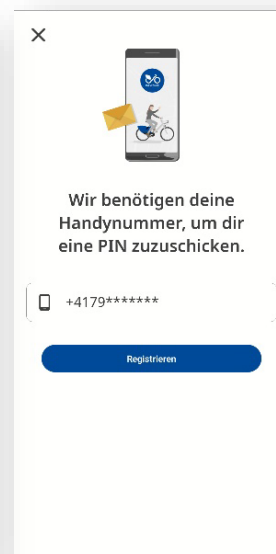 Wir benötigen deine
Handynummer, um dir
eine PIN zuzuschicken.
+4179*******
Registrieren